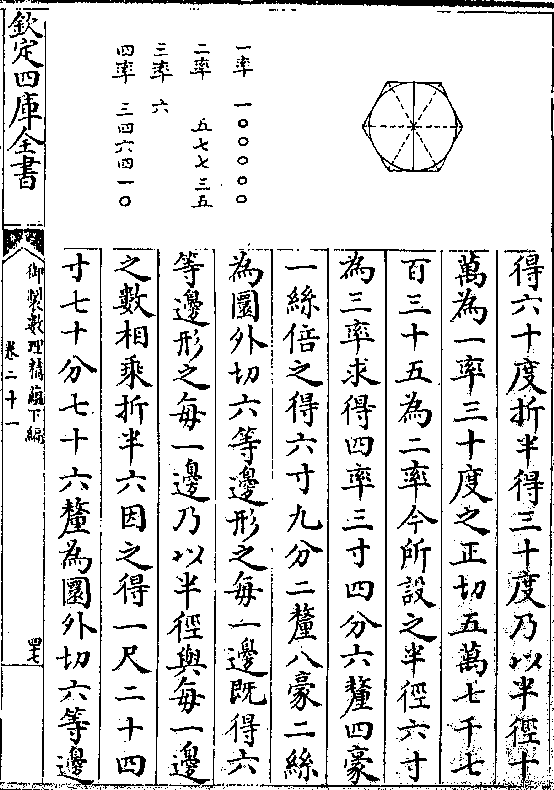 得六十度折半得三十度乃以半徑十
萬為一率三十度之正切五萬七千七
百三十五為二率今所設之半徑六寸
為三率求得四率三寸四分六釐四豪
一絲倍之得六寸九分二釐八豪二絲
為圜外切六等邊形之每一邊既得六
等邊形之每一邊乃以半徑與每一邊
之數相乘折半六因之得一尺二十四
寸七十分七十六釐為圜外切六等邊
一率 一〇〇〇〇〇
二率 五七七三五
三率 六
四率 三四六四一〇
欽定四庫全書
御製數理精蘊下編
卷二十一
四七